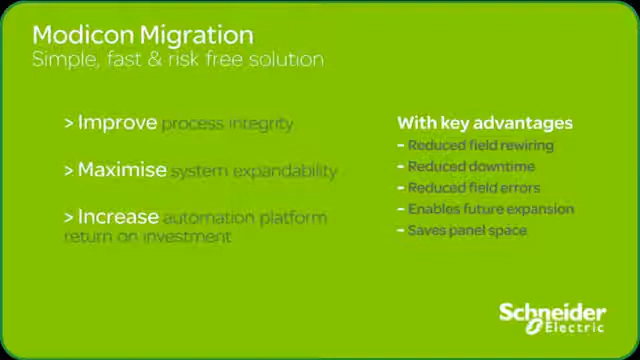 Modicon Migration
Simple, fast & risk free solution
> Improve process integrity
> Maximise system expandability
> Increase automation platform
return on investment
With key advantages
– Reduced field rewiring
– Reduced downtime
– Reduced field errors
– Enables future expansion
– Saves panel space
Schneider
Electric